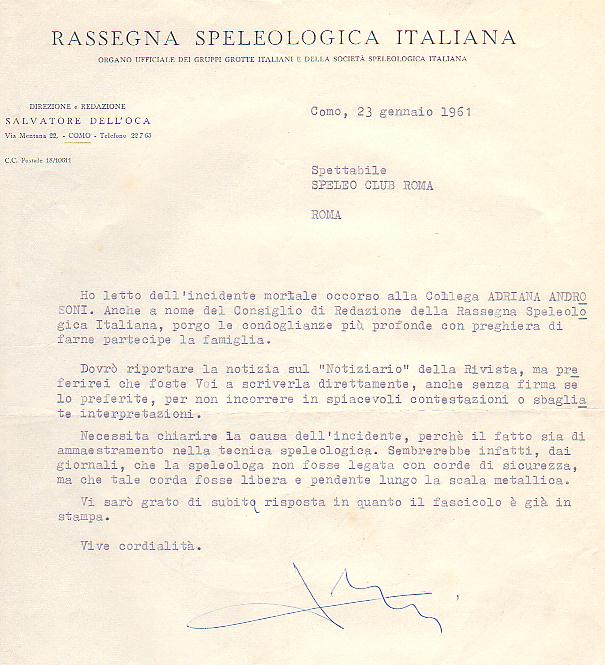 RASSEGNA SPELEOLOGICA ITALIANA
ORGANO UFFICIALE DEI GRUPPI GROTTE ITALIANI E DELLA SOCIETÀ SPELEOLOGICA ITALIANA
DIREZIONE e REDAZIONE
SALVATORE DELL'OCA
Via Mentana 22, - COMO - Telefono 22763
C.C. Postale 18/10611
Como, 23 gennaio 1961
Spettabile
SPELEO CLUB ROMA
ROMA
Ho letto dell'incidente mortale occorso alla Collega ADRIANA ANDRO
SONI. Anche a nome del Consiglio di Redazione della Rassegna Speleolo
gica Italiana, porgo le condoglianze più profonde con preghiera di
farne partecipe la famiglia.
Dovrò riportare la notizia sul "Notiziario" della Rivista, ma pre
ferirei che foste Voi a scriverla direttamente, anche senza firma se
lo preferite, per non incorrere in spiacevoli contestazioni o sbaglia
te interpretazioni.
Necessita chiarire la causa dell'incidente, perchè il fatto sia di
ammaestramento nella tecnica speleologica. Sembrerebbe infatti, dai
giornali, che la speleologa non fosse legata con corde di sicurezza,
ma che tale corda fosse libera e pendente lungo la scala metallica.
Vi sarò grato di subito risposta in quanto il fascicolo è già in
stampa.
Vive cordialità.